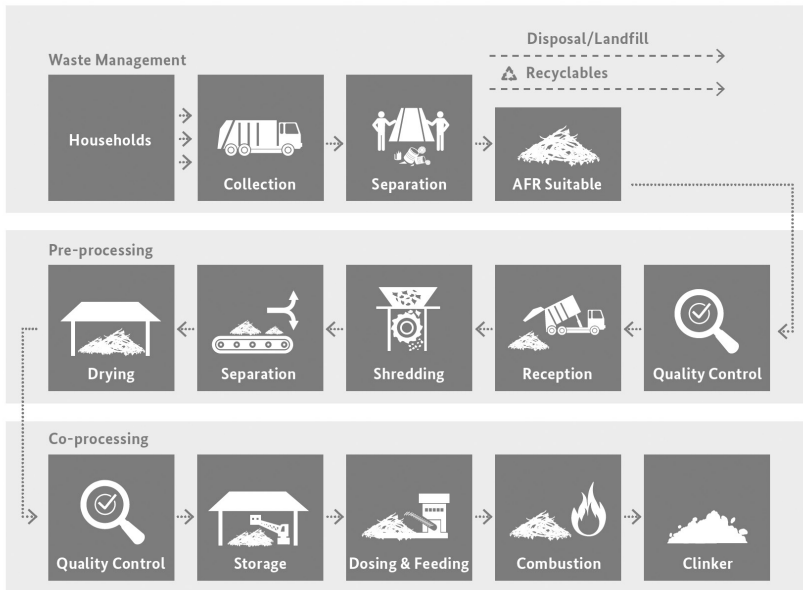 Waste Management
Disposal/Landfill
Recyclables
Households
Collection
Separation
AFR Suitable
Pre-processing
Drying
Separation
Shredding
Reception
Quality Control
Co-processing
Quality Control
Storage
Dosing & Feeding
Combustion
Clinker